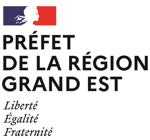 PRÉFET
DE LA RÉGION
GRAND EST
Liberté
Égalité
Fraternité